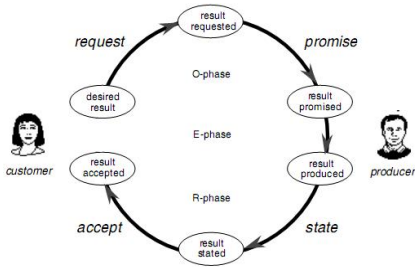 result
requested
request
promise
O-phase
desired
result
result
promised
E-phase
customer
producer
result
accepted
result
produced
R-phase
accept
state
result
stated